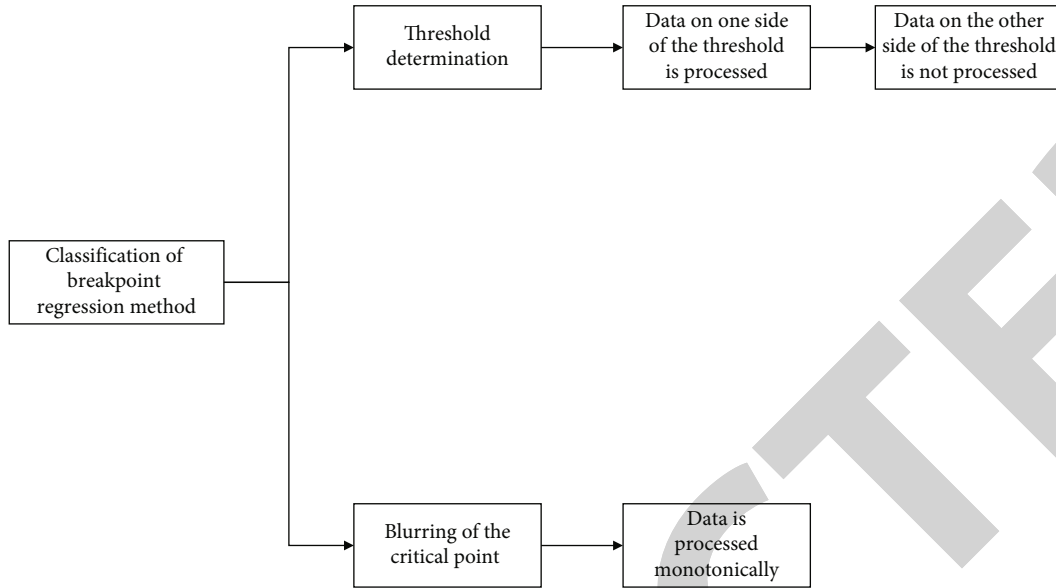 Threshold
determination
Data on one side
of the threshold
is processed
Data on the other
side of the threshold
is not processed
Classification of
breakpoint
regression method
Blurring of the
critical point
Data is
processed
monotonically
CTE